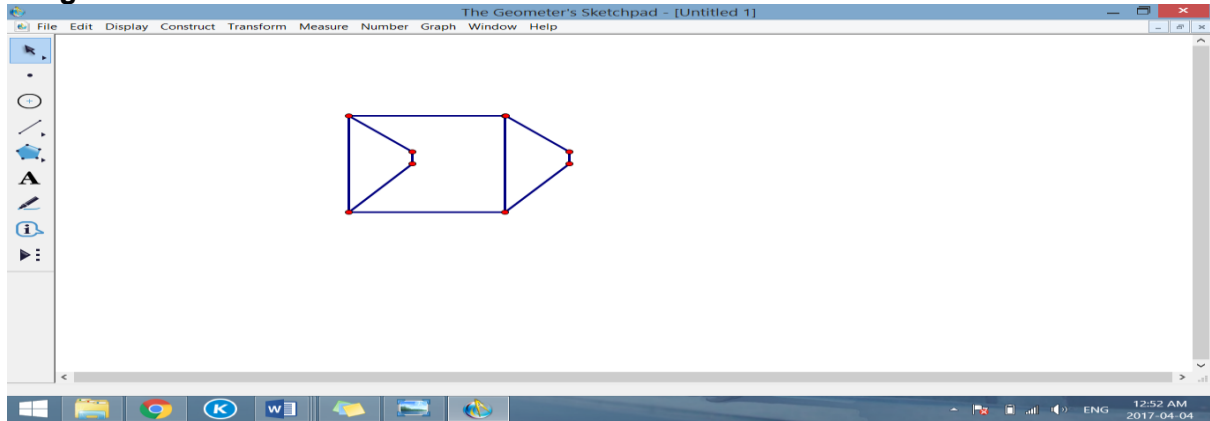 The Geometer's Sketchpad - [Untitled 1]
File Edit Display Construct Transform Measure Number Graph Window Help
A
i
K
W
ENG
12:52 AM
2017-04-04